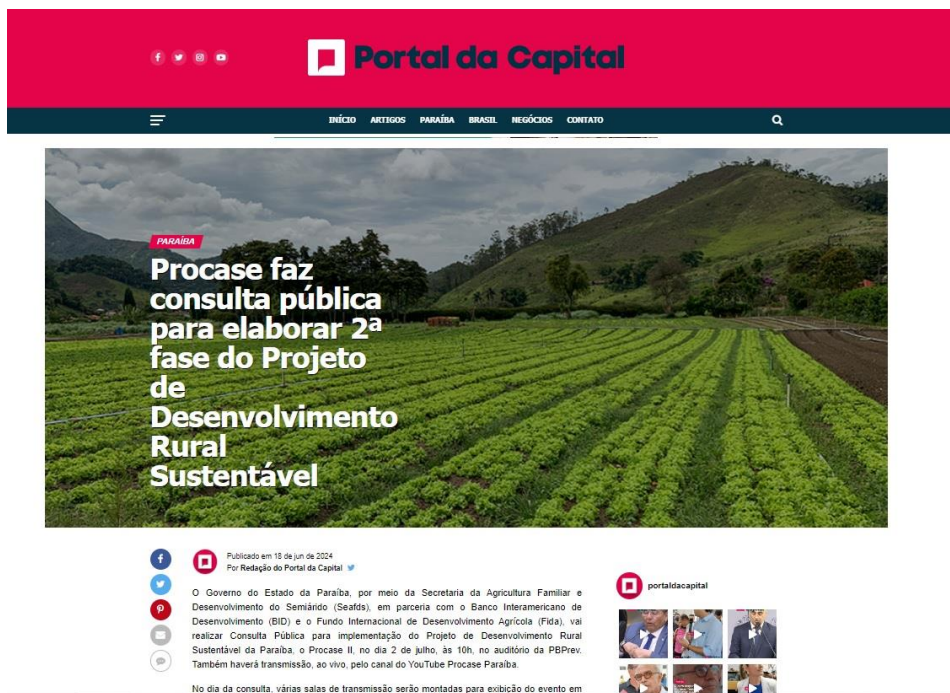 Portal da Capital
INÍCIO ARTIGOS PARAÍBA BRASIL NEGÓCIOS CONTATO
PARAÍBA
Procase faz
consulta pública
para elaborar 2ª
fase do Projeto
de
Desenvolvimento
Rural
Sustentável
Publicado em 18 de jun de 2024
Por Redação do Portal da Capital
O Governo do Estado da Paraíba, por meio da Secretaria da Agricultura Familiar e
Desenvolvimento do Semiárido (Seafds), em parceria com o Banco Interamericano de
Desenvolvimento (BID) e o Fundo Internacional de Desenvolvimento Agrícola (Fida), vai
realizar Consulta Pública para implementação do Projeto de Desenvolvimento Rural
Sustentável da Paraíba, o Procase II, no dia 2 de julho, às 10h, no auditório da PBPrev.
Também haverá transmissão, ao vivo, pelo canal do YouTube Procase Paraíba.
No dia da consulta, várias salas de transmissão serão montadas para exibição do evento em
portaldacapital